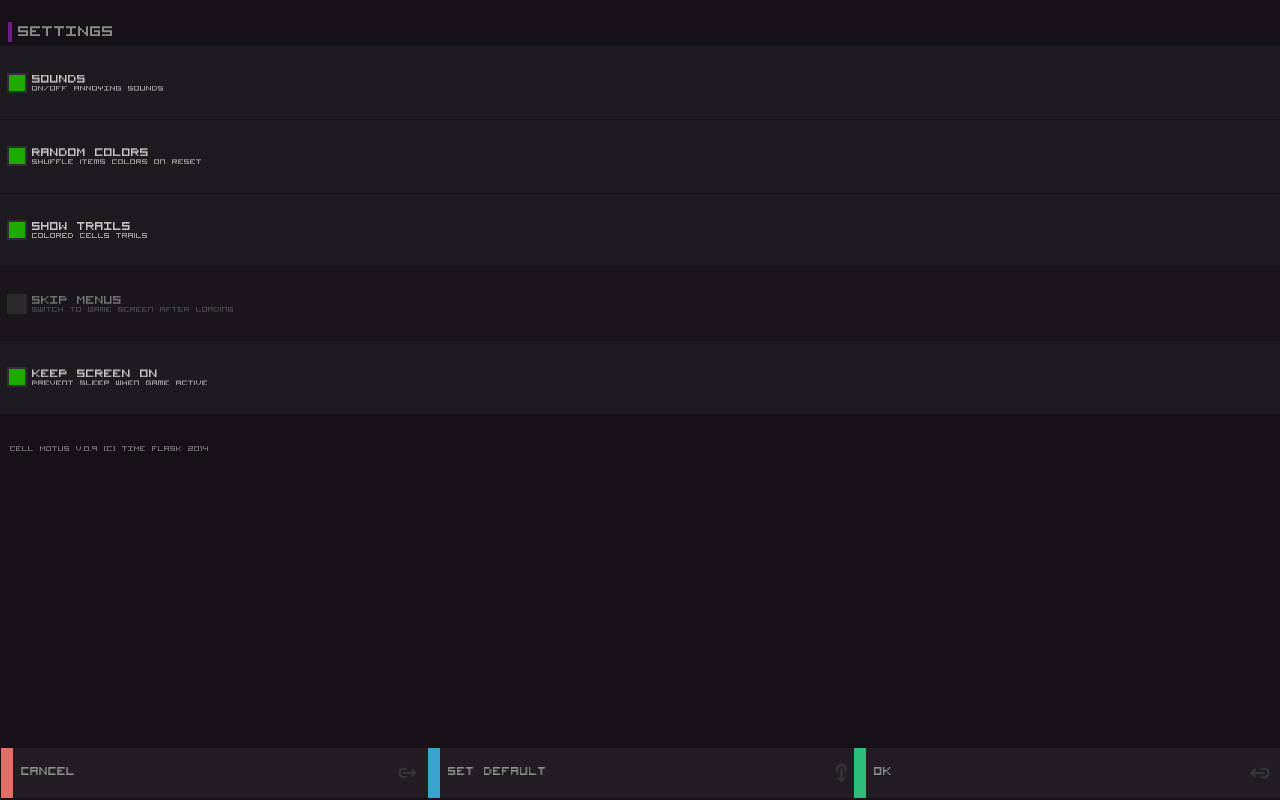 SETTINGS
SOUNDS
ON/OFF ANNOYING SOUNDS
RANDOM COLORS
SHUFFLE ITEMS COLORS ON RESET
SHOW TRAILS
COLORED CELLS TRAILS
SKIP MENUS
SWITCH TO GAME SCREEN AFTER LOADING
KEEP SCREEN ON
PREVENT SLEEP WHEN GAME ACTIVE
CELL MOTUS V.0.9 (C) TIME FLASK 2014
CANCEL
SET DEFAULT
OK